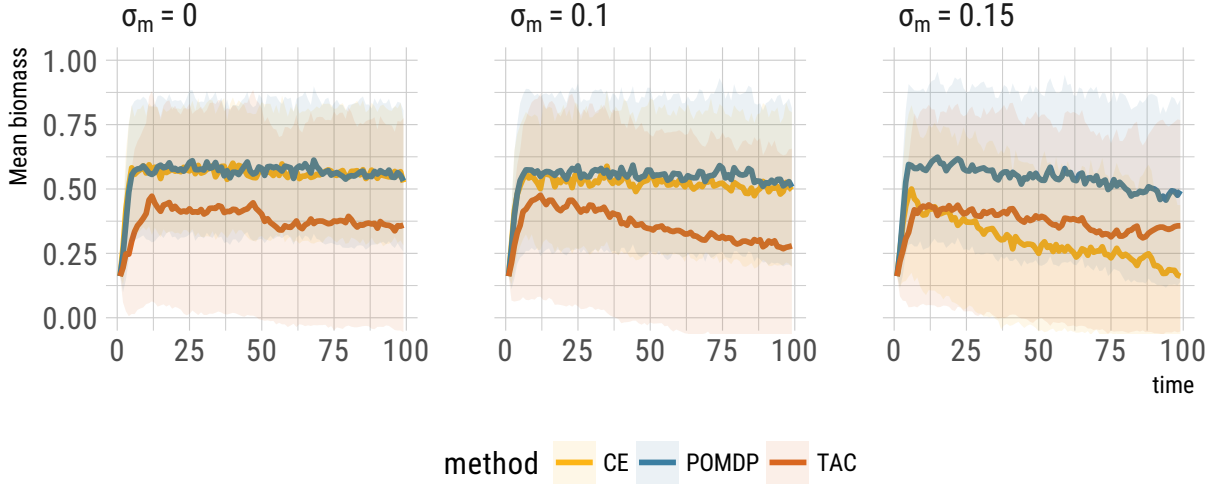 σm = 0 σm = 0.1 σm = 0.15
Mean biomass
1.00
0.75
0.50
0.25
0.00
0 25 50 75 100 0 25 50 75 100 0 25 50 75 100
time
method CE POMDP TAC